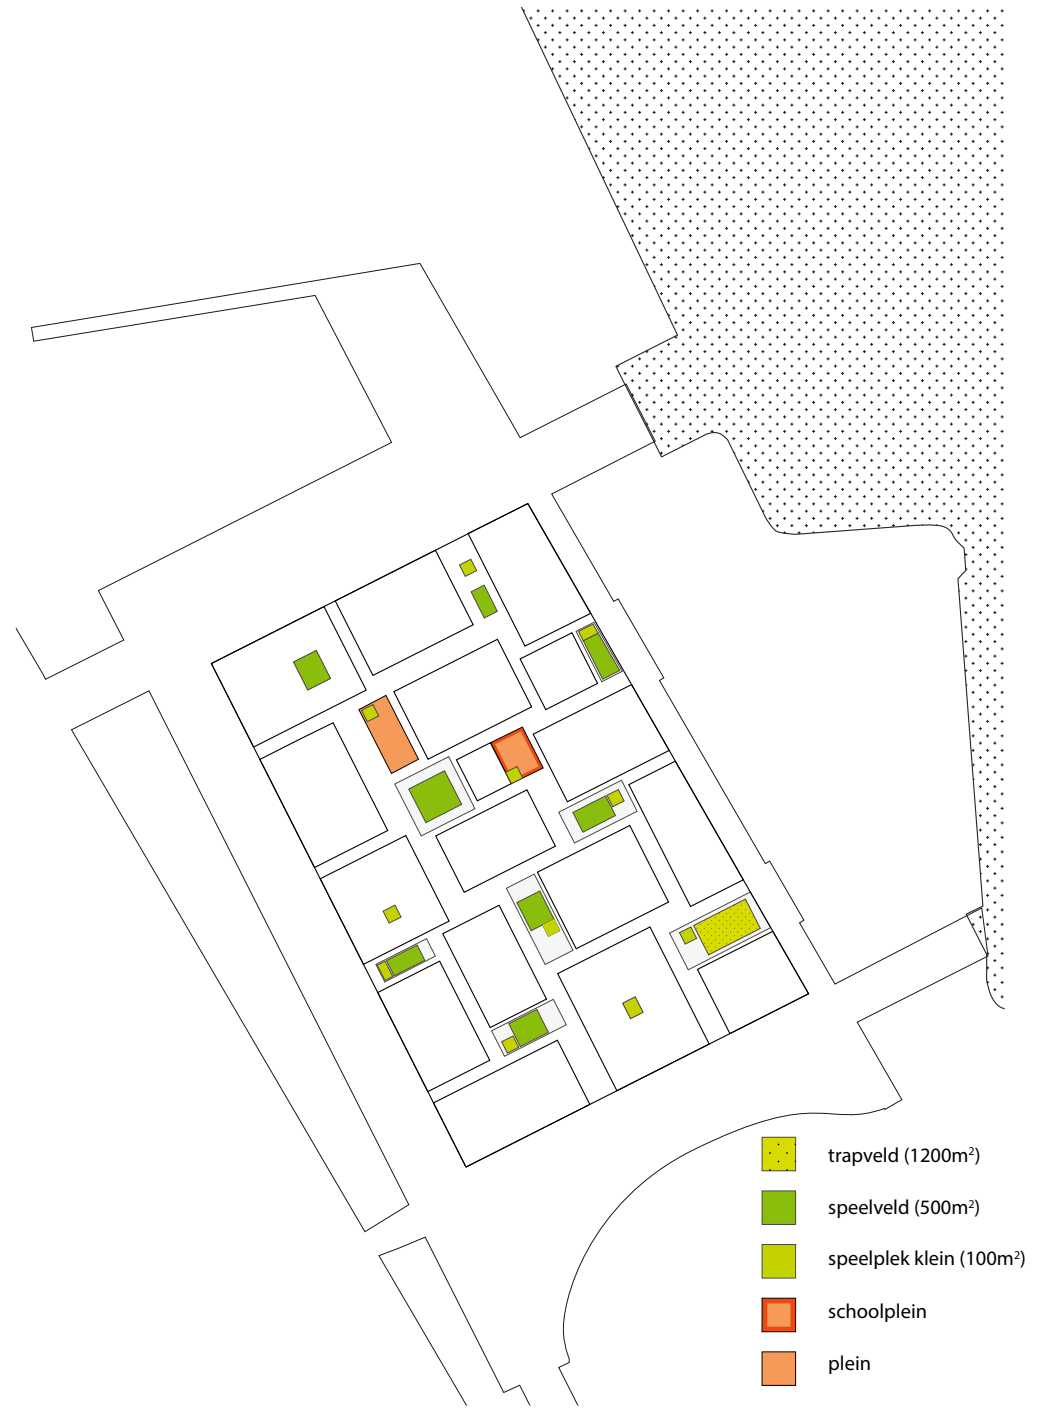 trapveld (1200m²)
speelveld (500m²)
speelplek klein (100m²)
schoolplein
plein